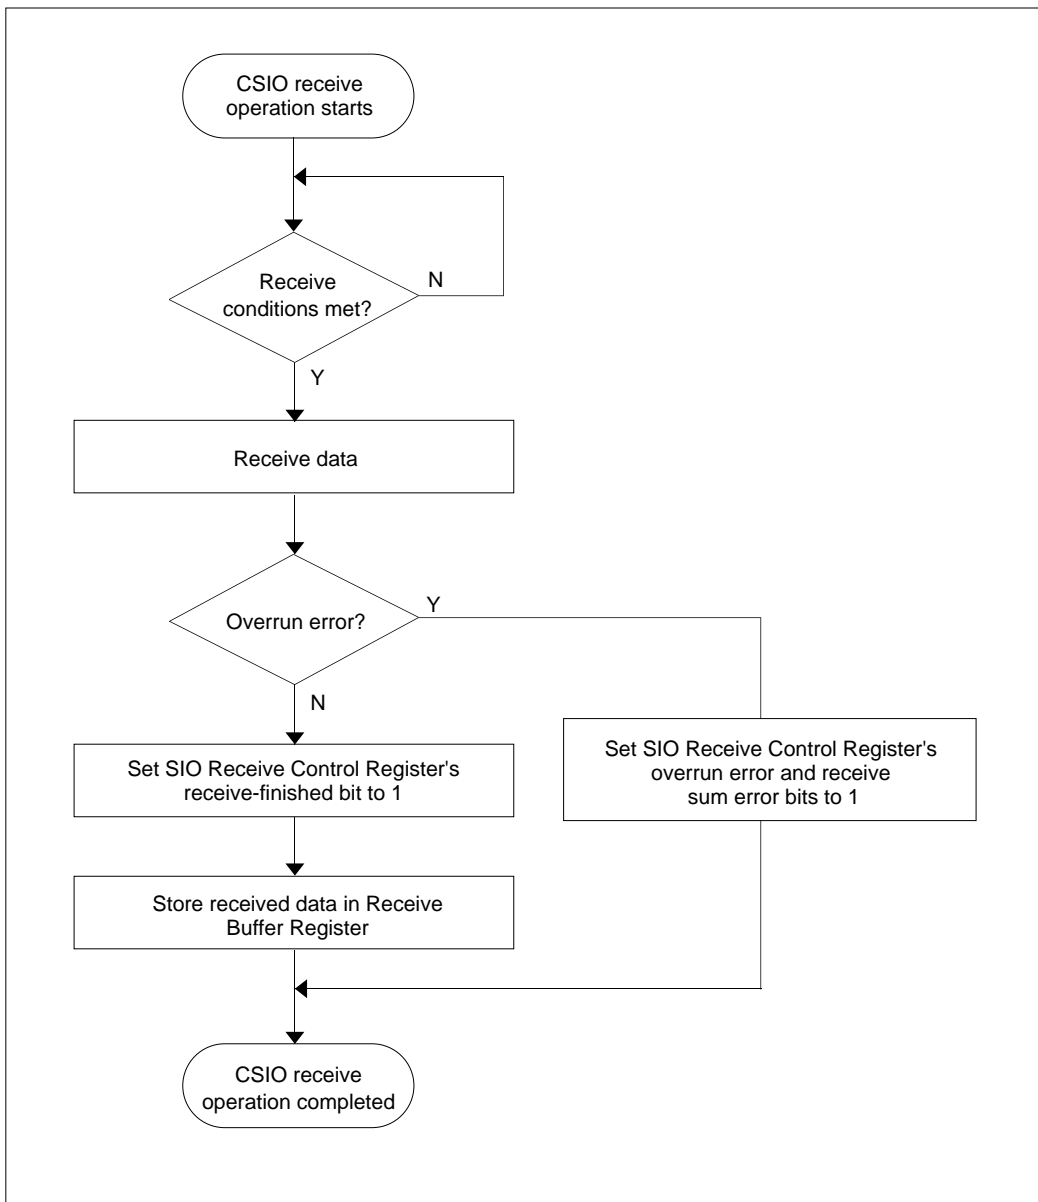 CSIO receive
operation starts
Receive
conditions met?
N
Y
Receive data
Overrun error?
Y
N
Set SIO Receive Control Register's
receive-finished bit to 1
Set SIO Receive Control Register's
overrun error and receive
sum error bits to 1
Store received data in Receive
Buffer Register
CSIO receive
operation completed